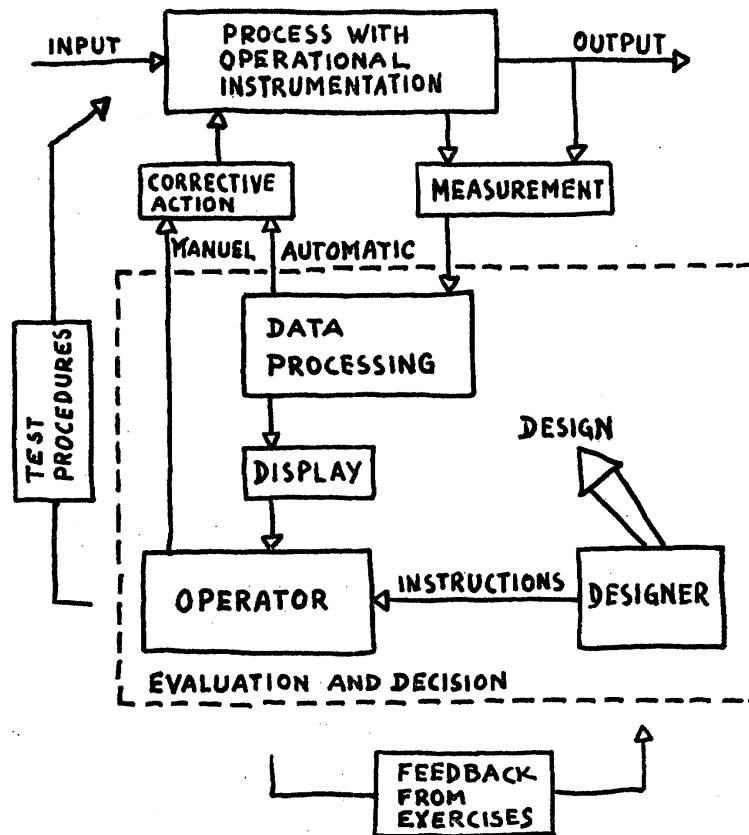 INPUT
PROCESS WITH
OPERATIONAL
INSTRUMENTATION
OUTPUT
CORRECTIVE
ACTION
MEASUREMENT
MANUEL AUTOMATIC
DATA
PROCESSING
TEST
PROCEDURES
DISPLAY
DESIGN
OPERATOR
INSTRUCTIONS
DESIGNER
EVALUATION AND DECISION
FEEDBACK
FROM
EXERCISES